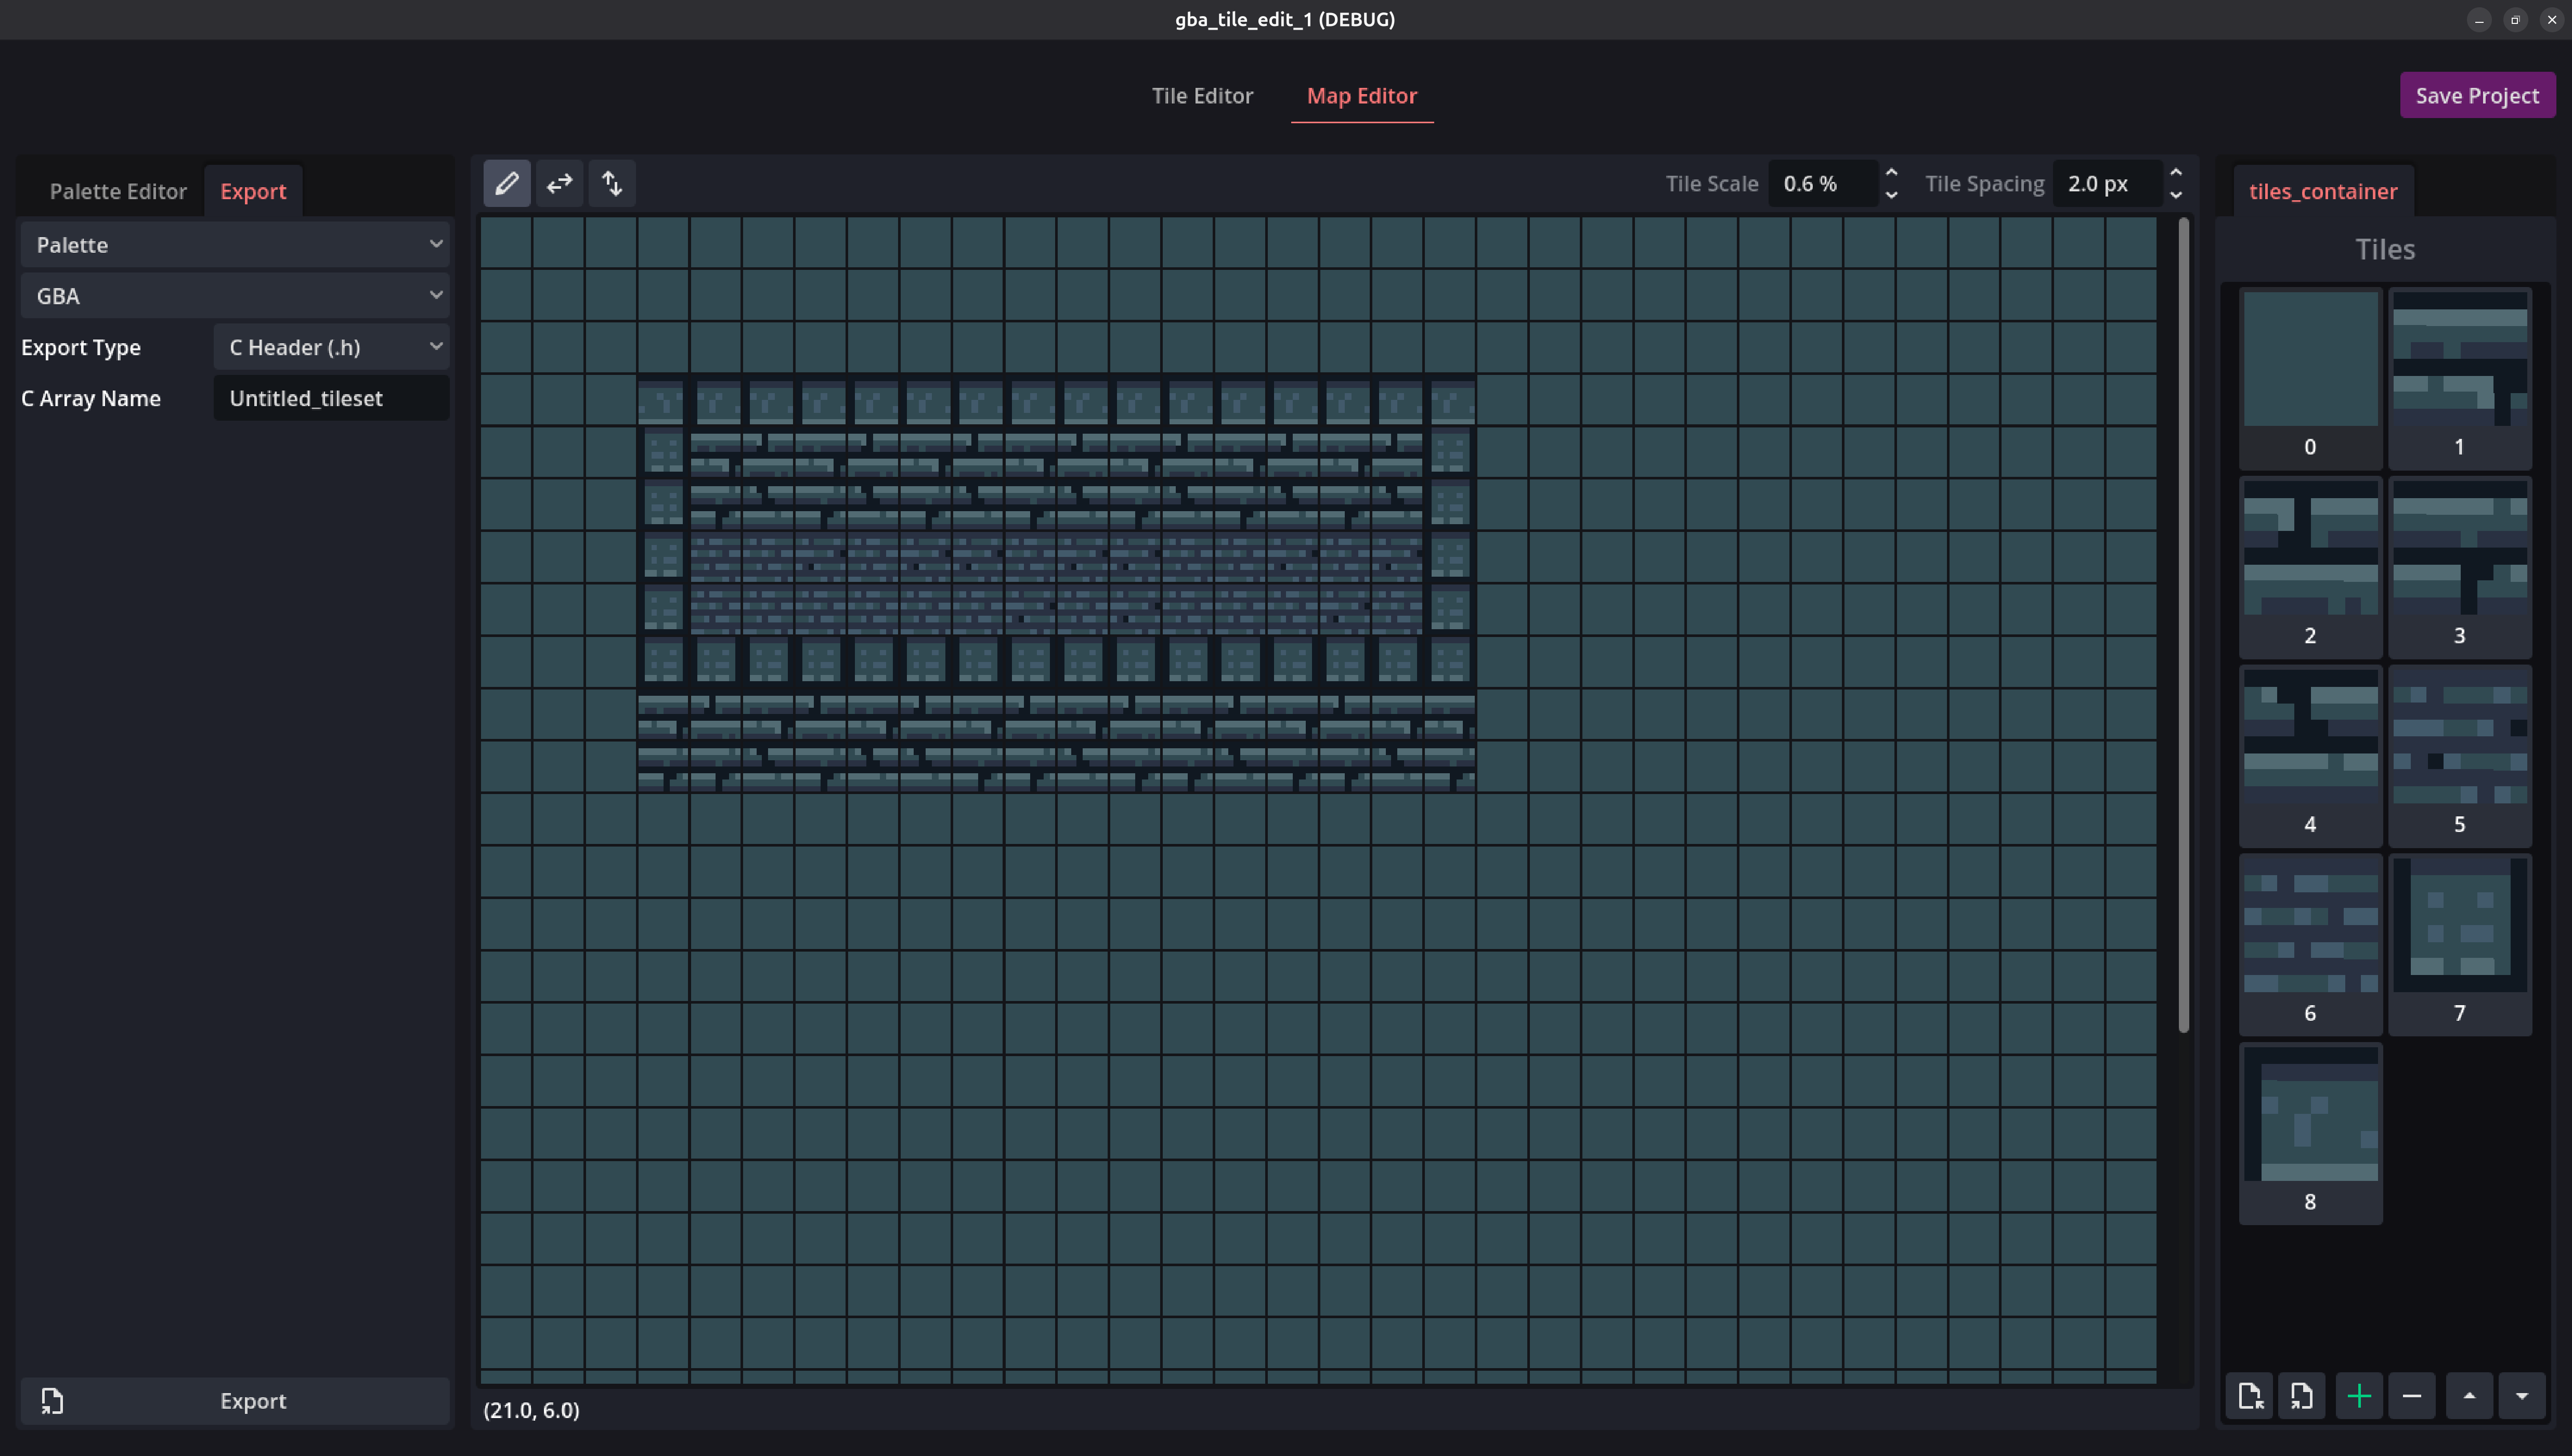 gba_tile_edit_1 (DEBUG)
Tile Editor
Map Editor
Save Project
Palette Editor
Export
Palette
GBA
Export Type
C Header (.h)
C Array Name
Untitled_tileset
Export
Tile Scale
0.6 %
Tile Spacing
2.0 px
(21.0, 6.0)
tiles_container
Tiles
0
1
2
3
4
5
6
7
8